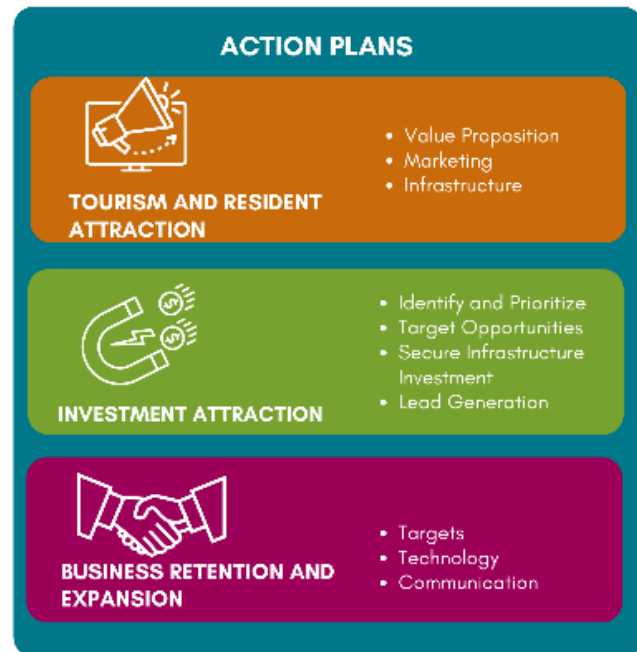 ACTION PLANS
TOURISM AND RESIDENT
ATTRACTION
• Value Proposition
• Marketing
• Infrastructure
INVESTMENT ATTRACTION
• Identify and Prioritize
• Target Opportunities
• Secure Infrastructure
Investment
• Lead Generation
BUSINESS RETENTION AND
EXPANSION
• Targets
• Technology
• Communication